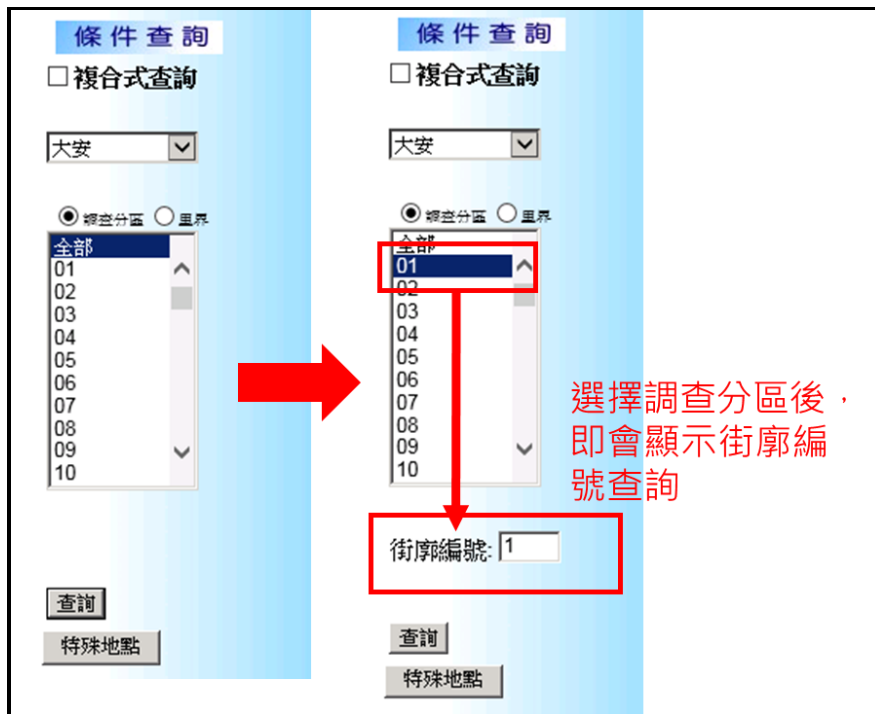 條件查詢
複合式查詢
大安
調查分區 里界
全部
01
02
03
04
05
06
07
08
09
10
查詢
特殊地點
條件查詢
複合式查詢
大安
調查分區 里界
全部
01
02
03
04
05
06
07
08
09
10
街廓編號: 1
查詢
特殊地點
選擇調查分區後，
即會顯示街廓編
號查詢